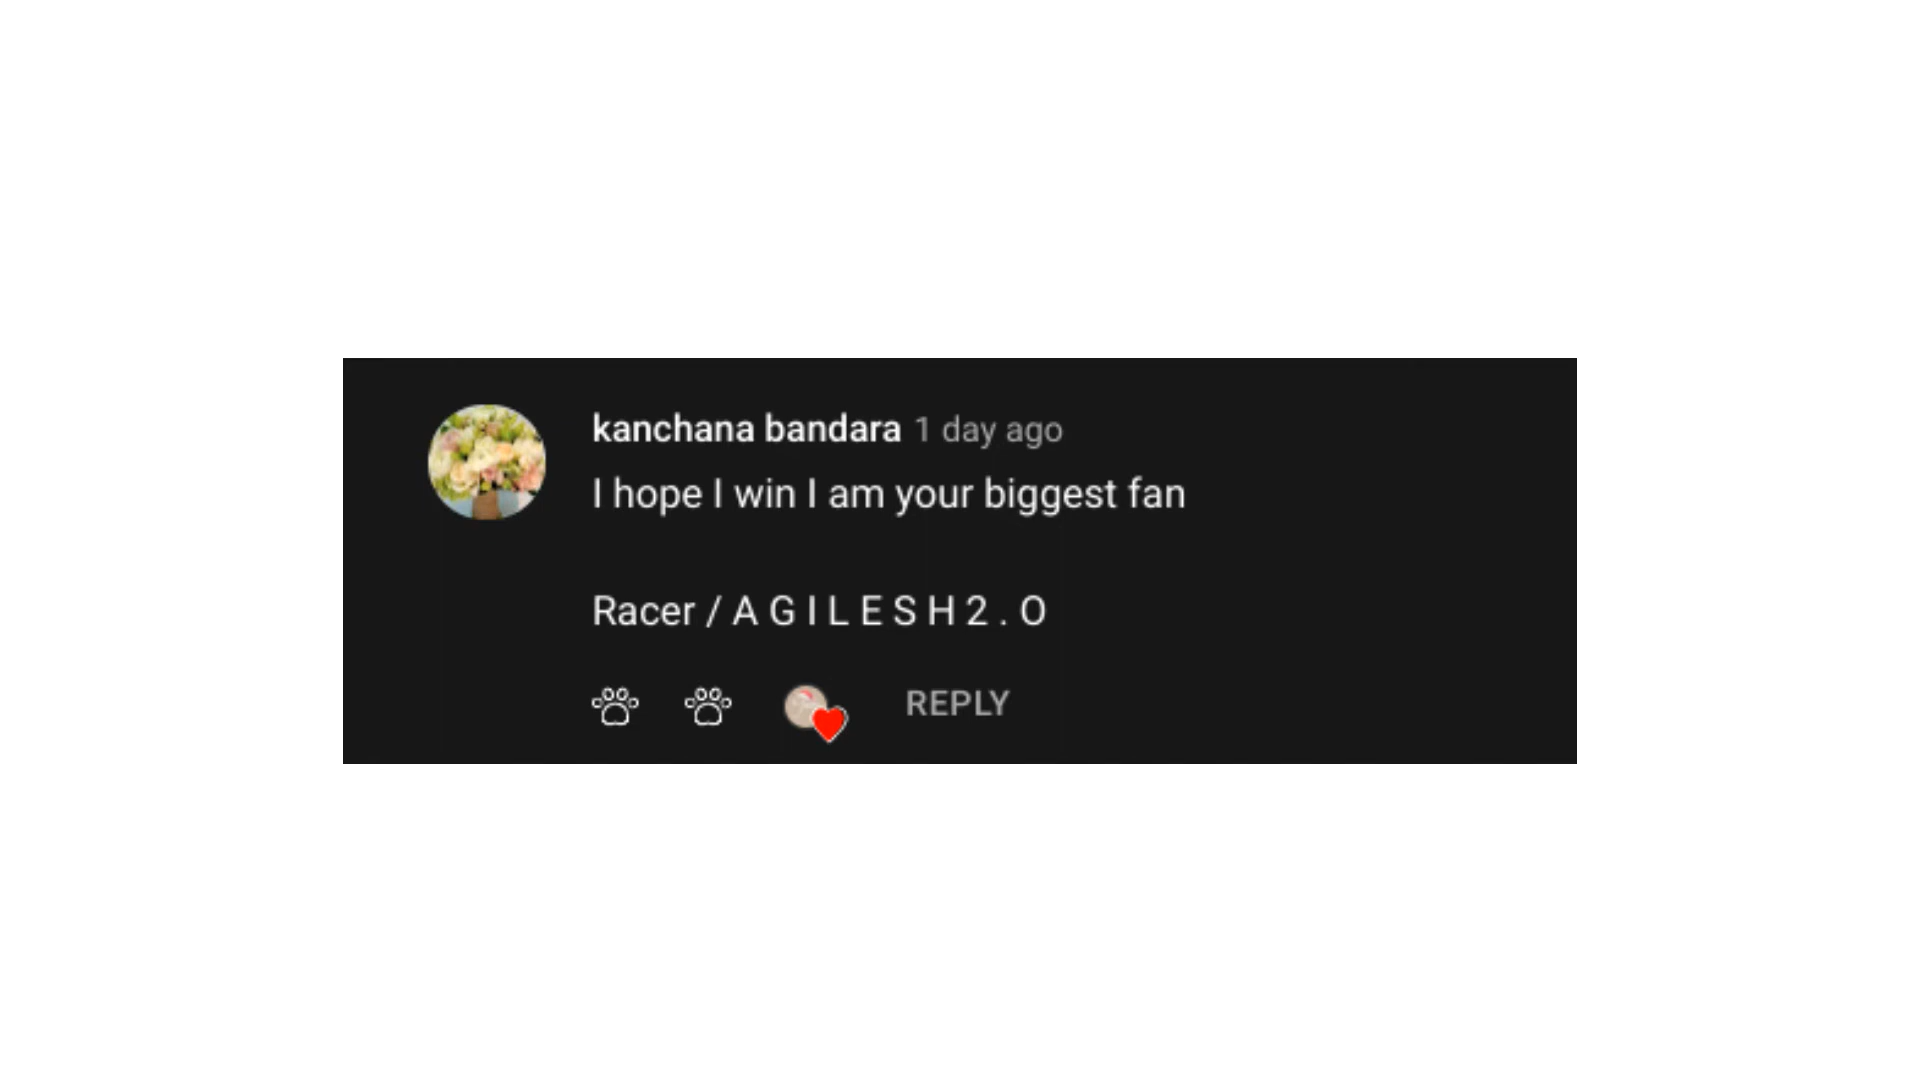 kanchana bandara 1 day ago
I hope I win I am your biggest fan
Racer / A G I L E S H 2 . O
REPLY